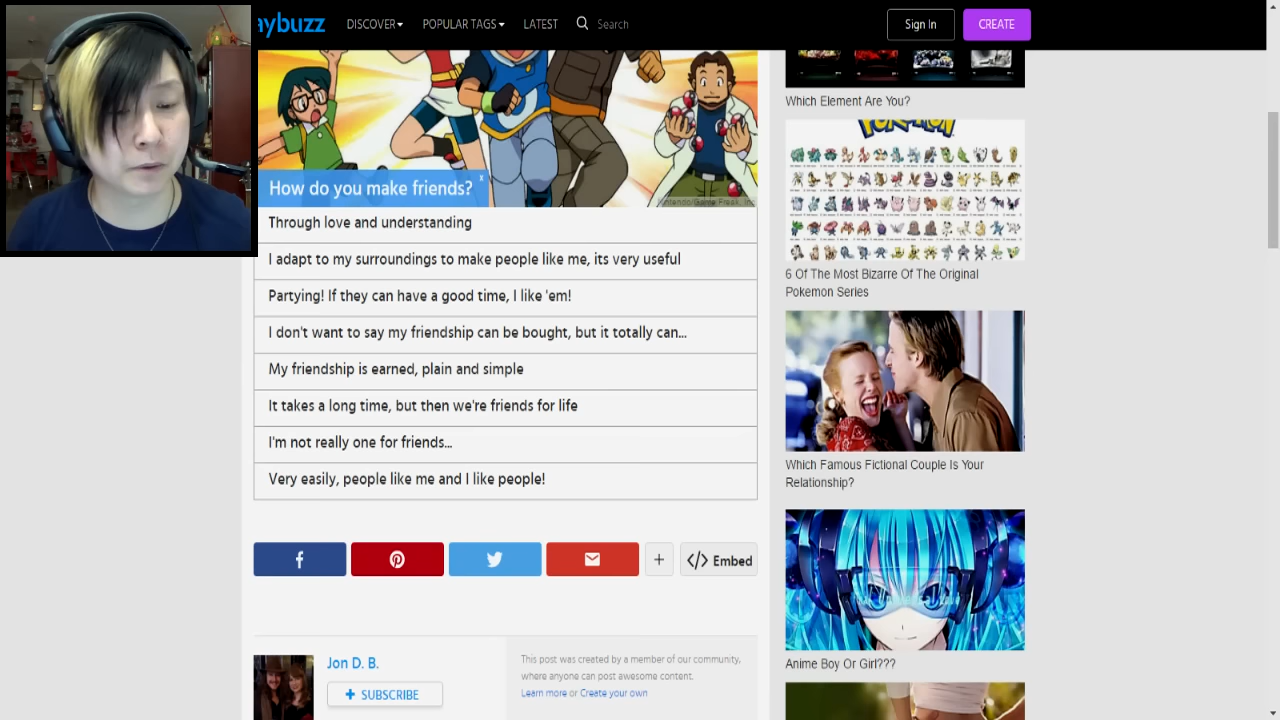 aybuzz
DISCOVER
POPULAR TAGS
LATEST
Search
Sign In
CREATE
How do you make friends?
x
Nintendo/Game Freak, Inc
Through love and understanding
I adapt to my surroundings to make people like me, its very useful
Partying! If they can have a good time, I like 'em!
I don't want to say my friendship can be bought, but it totally can...
My friendship is earned, plain and simple
It takes a long time, but then we're friends for life
I'm not really one for friends...
Very easily, people like me and I like people!
f
+
</> Embed
Jon D. B.
+ SUBSCRIBE
This post was created by a member of our community,
where anyone can post awesome content.
Learn more or Create your own
Which Element Are You?
POKéMON
6 Of The Most Bizarre Of The Original
Pokemon Series
Which Famous Fictional Couple Is Your
Relationship?
Anime Boy Or Girl???